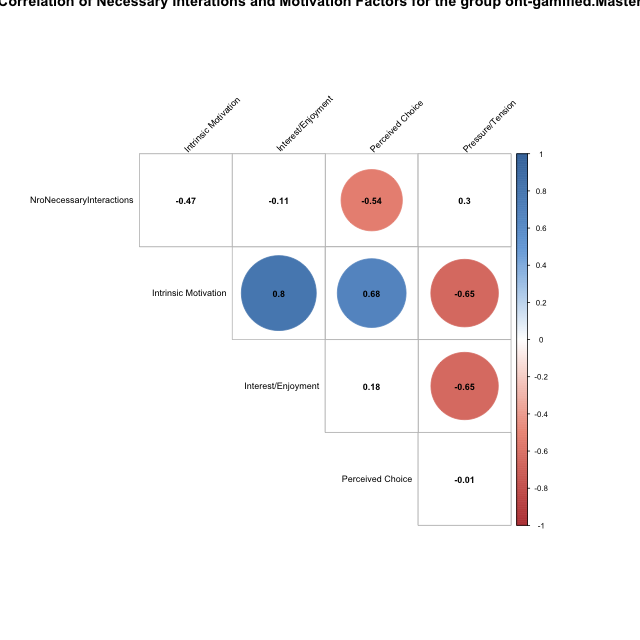 Correlation of Necessary Interations and Motivation Factors for the group ont-gamified.Master
Intrinsic Motivation
Interest/Enjoyment
Perceived Choice
Pressure/Tension
NroNecessaryInteractions
-0.47
-0.11
-0.54
0.3
Intrinsic Motivation
0.8
0.68
-0.65
Interest/Enjoyment
0.18
-0.65
Perceived Choice
-0.01
1
0.8
0.6
0.4
0.2
0
-0.2
-0.4
-0.6
-0.8
-1